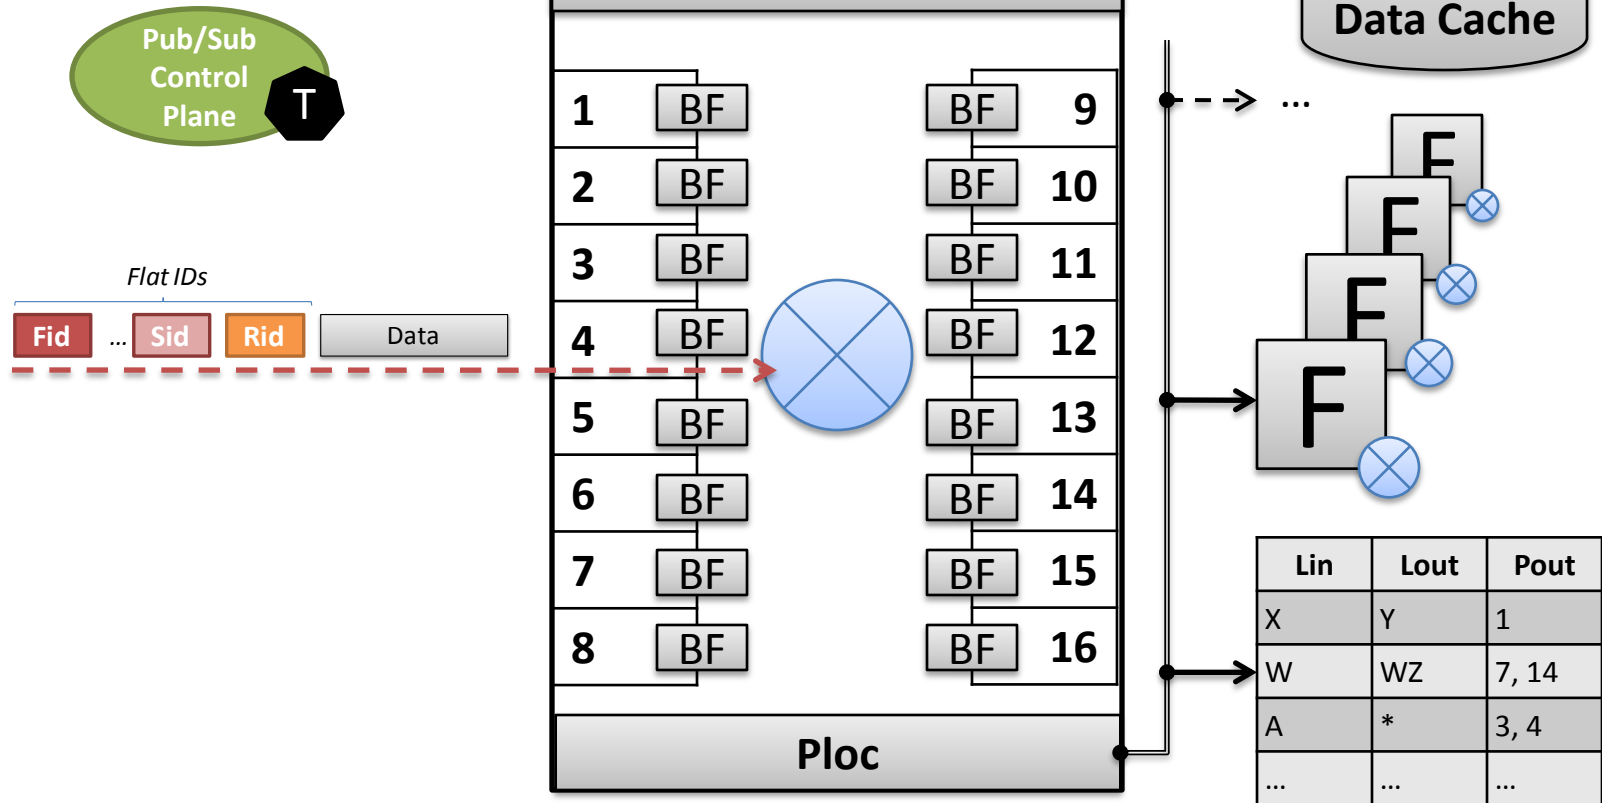 Pub/Sub
Control
Plane
T
Flat IDs
Fid ... Sid Rid Data
1 BF BF 9
2 BF BF 10
3 BF BF 11
4 BF BF 12
5 BF BF 13
6 BF BF 14
7 BF BF 15
8 BF BF 16
Ploc
Data Cache
...
F
F
F
F
Lin Lout Pout
X Y 1
W WZ 7, 14
A * 3, 4
... ... ...